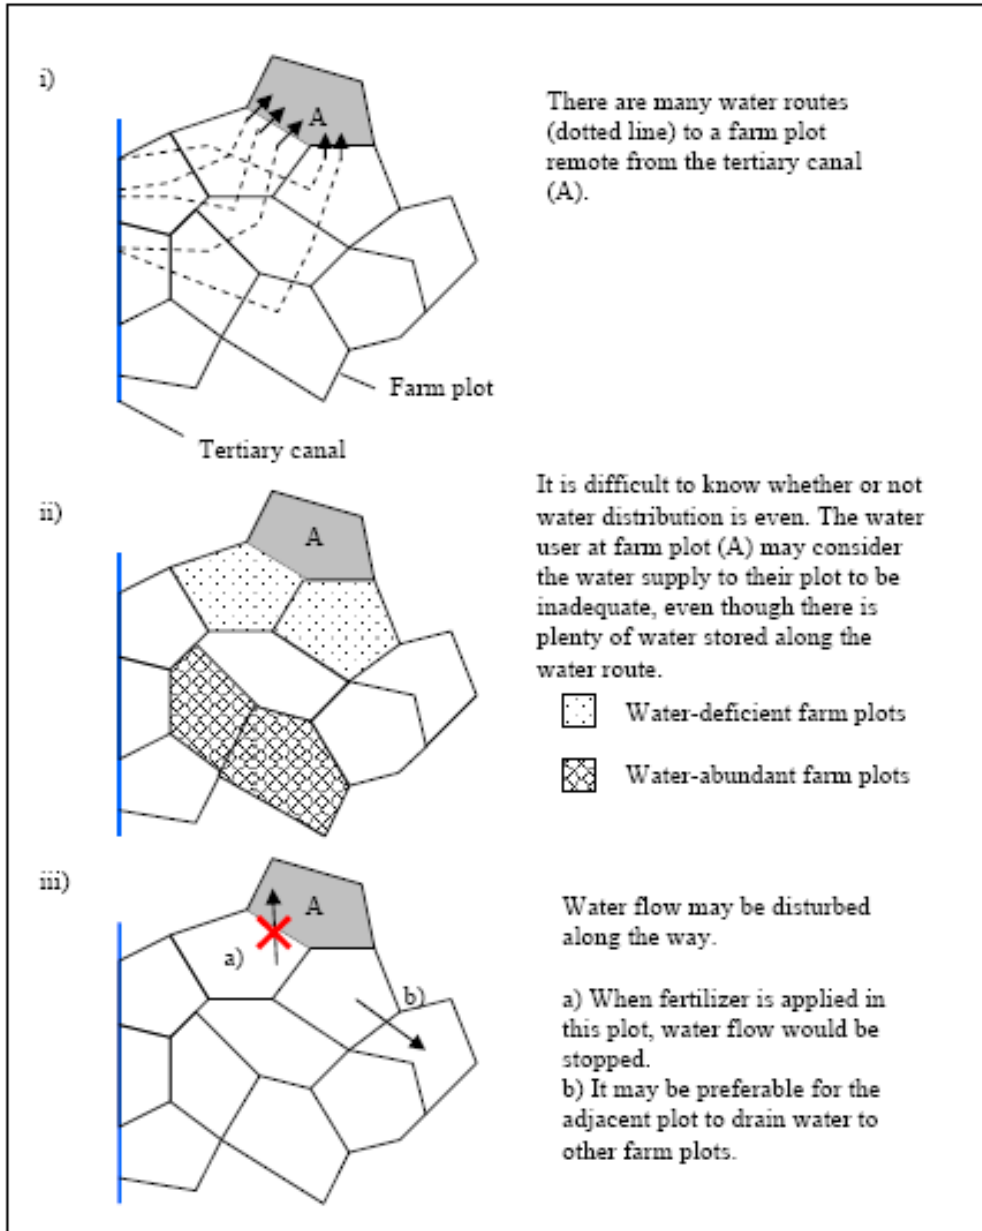 i)
A
There are many water routes
(dotted line) to a farm plot
remote from the tertiary canal
(A).
Farm plot
Tertiary canal
ii)
A
It is difficult to know whether or not
water distribution is even. The water
user at farm plot (A) may consider
the water supply to their plot to be
inadequate, even though there is
plenty of water stored along the
water route.
Water-deficient farm plots
Water-abundant farm plots
iii)
A
a)
b)
Water flow may be disturbed
along the way.
a) When fertilizer is applied in
this plot, water flow would be
stopped.
b) It may be preferable for the
adjacent plot to drain water to
other farm plots.